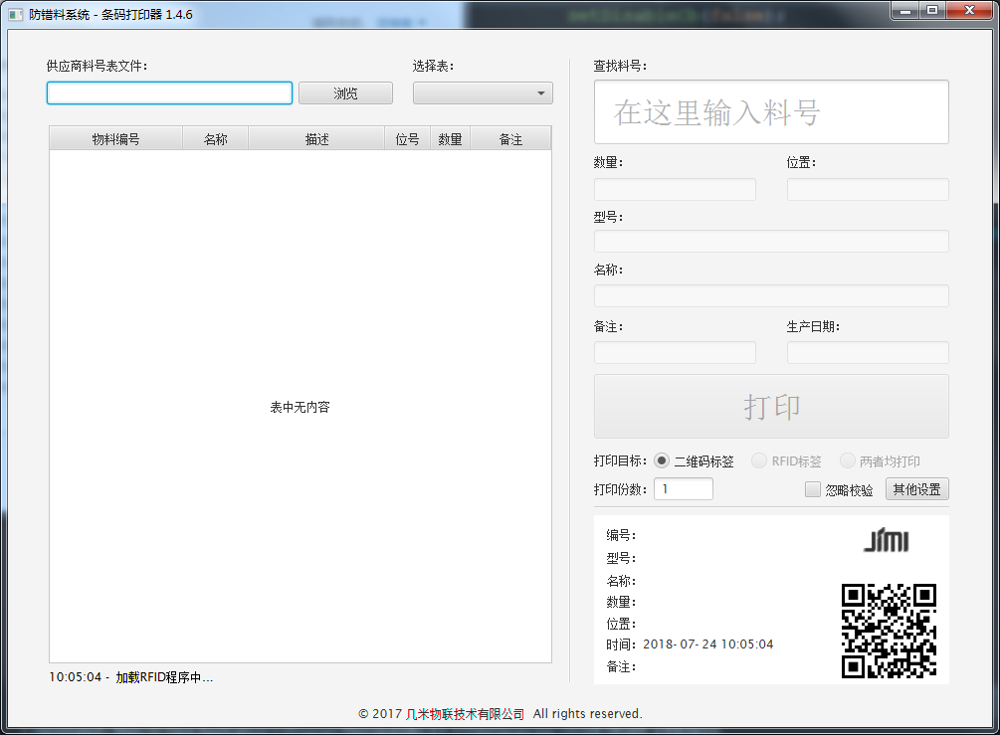 防错料系统 - 条码打印器 1.4.6
供应商料号表文件：
选择表：
浏览
物料编号 名称 描述 位号 数量 备注
表中无内容
10:05:04 - 加载RFID程序中...
查找料号：
在这里输入料号
数量：
位置：
型号：
名称：
备注：
生产日期：
打印
打印目标： 二维码标签 RFID标签 两者均打印
打印份数： 1 忽略校验 其他设置
JIMI
编号：
型号：
名称：
数量：
位置：
时间：2018- 07- 24 10:05:04
备注：
© 2017 几米物联技术有限公司 All rights reserved.